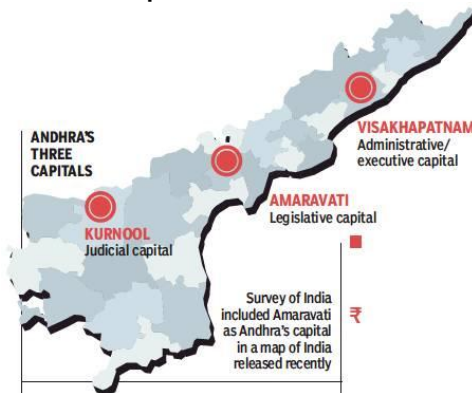 ANDHRA'S
THREE
CAPITALS
VISAKHAPATNAM
Administrative/
executive capital
AMARAVATI
Legislative capital
KURNOOL
Judicial capital
Survey of India
included Amaravati
as Andhra's capital
in a map of India
released recently
₹